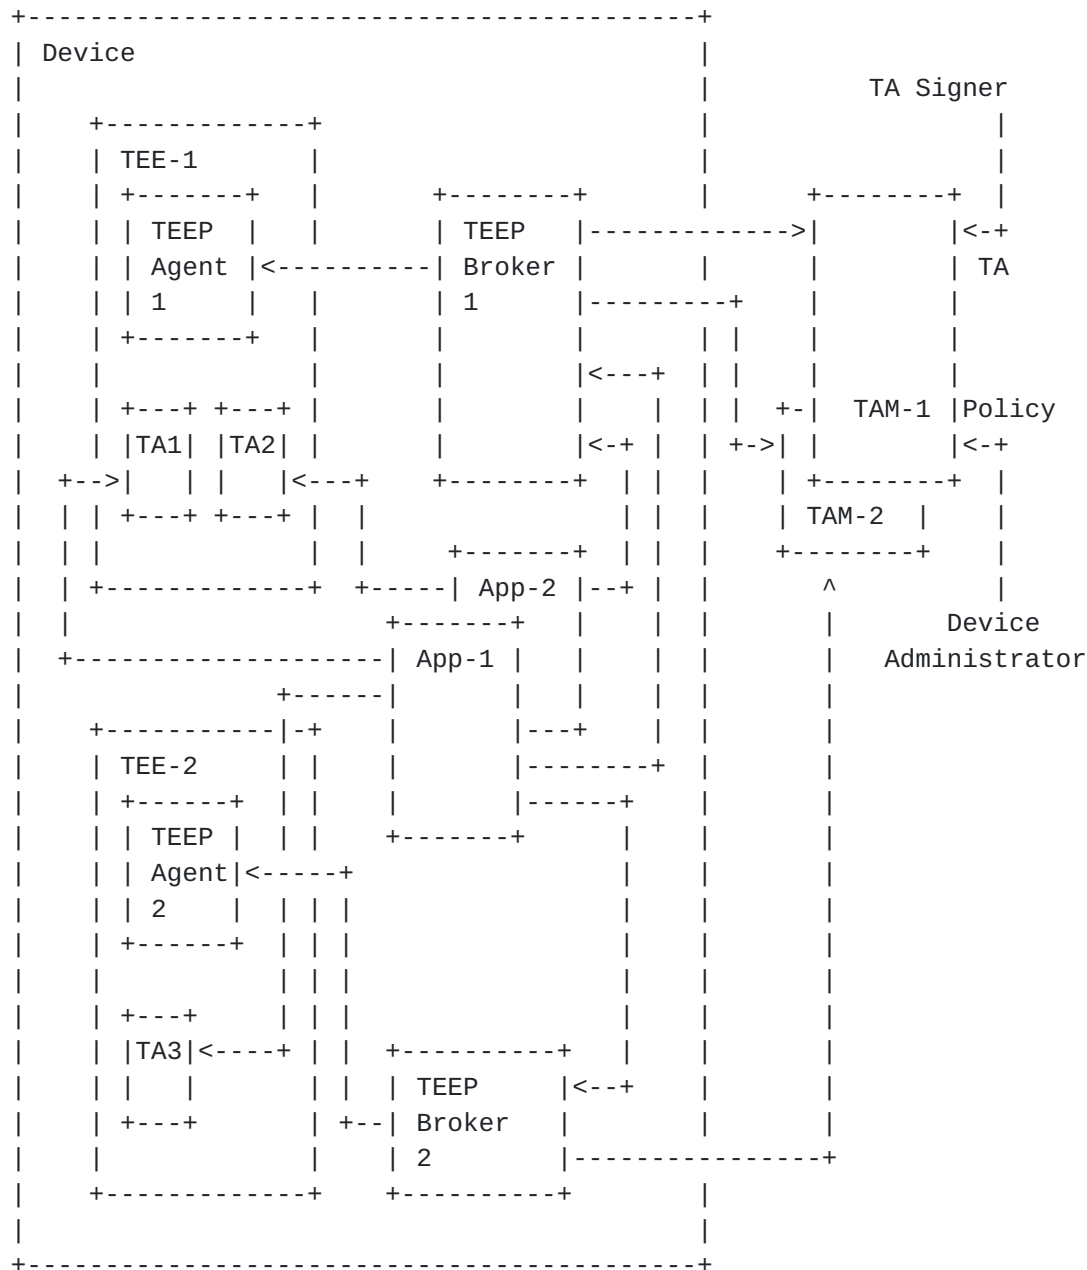 Device
TA Signer
TEE-1
TEEP TEEP
Agent Broker TA
1 1
TAM-1 Policy
TA1 TA2
TAM-2
App-2
Device
App-1 Administrator
TEE-2
TEEP
Agent
2
TA3
TEEP
Broker
2